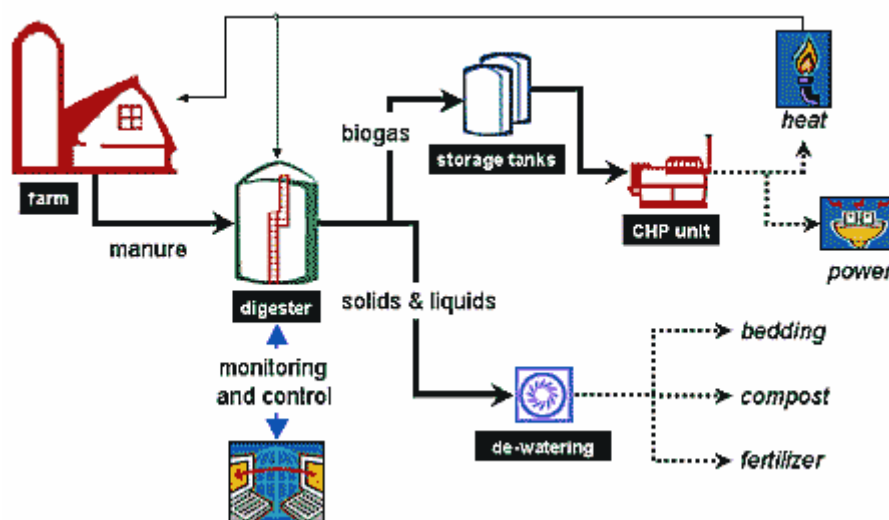 biogas
heat
storage tanks
farm
CHP unit
manure
power
digester
solids & liquids
bedding
monitoring
and control
compost
de-watering
fertilizer